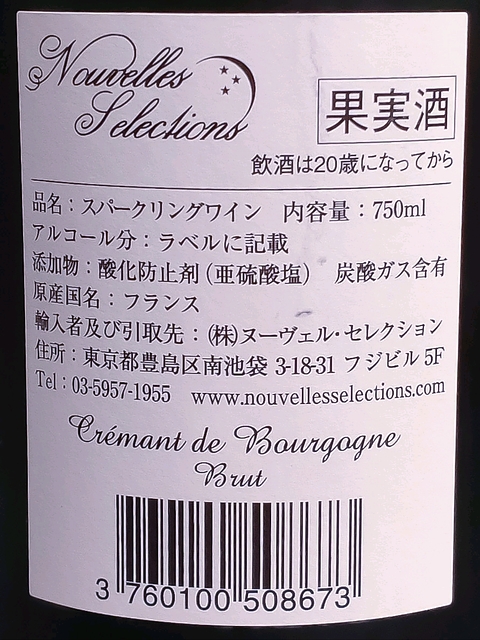 Nouvelles
Selections
果実酒
飲酒は20歳になってから
品名：スパークリングワイン　内容量：750ml
アルコール分：ラベルに記載
添加物：酸化防止剤（亜硫酸塩）　炭酸ガス含有
原産国名：フランス
輸入者及び引取先：(株)ヌーヴェル・セレクション
住所：東京都豊島区南池袋 3-18-31 フジビル 5F
Tel：03-5957-1955　www.nouvellesselections.com
Crémant de Bourgogne
Brut
3 760100 508673